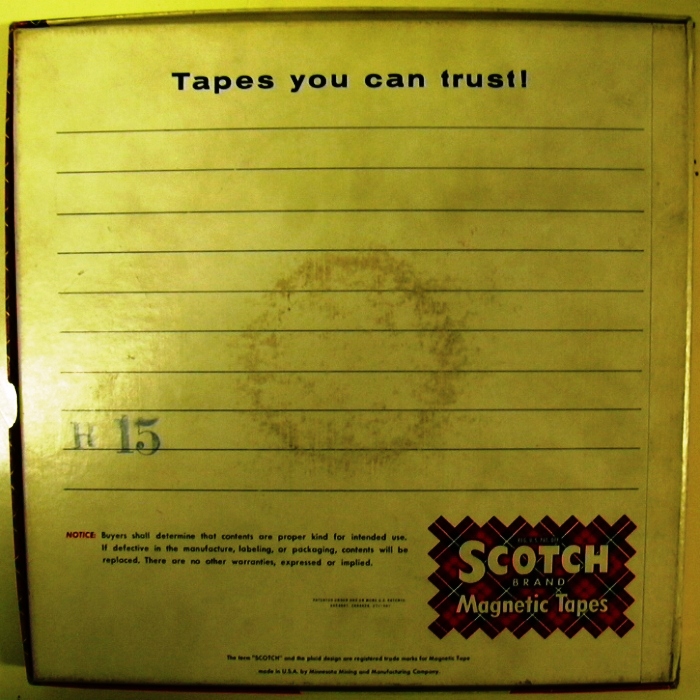 Tapes you can trust!
H 15
NOTICE: Buyers shall determine that contents are proper kind for intended use.
If defective in the manufacture, labeling, or packaging, contents will be
replaced. There are no other warranties, expressed or implied.
SCOTCH
BRAND
Magnetic Tapes
The term "SCOTCH" and the plaid design are registered trade marks for Magnetic Tape
made in U.S.A. by Minnesota Mining and Manufacturing Company.